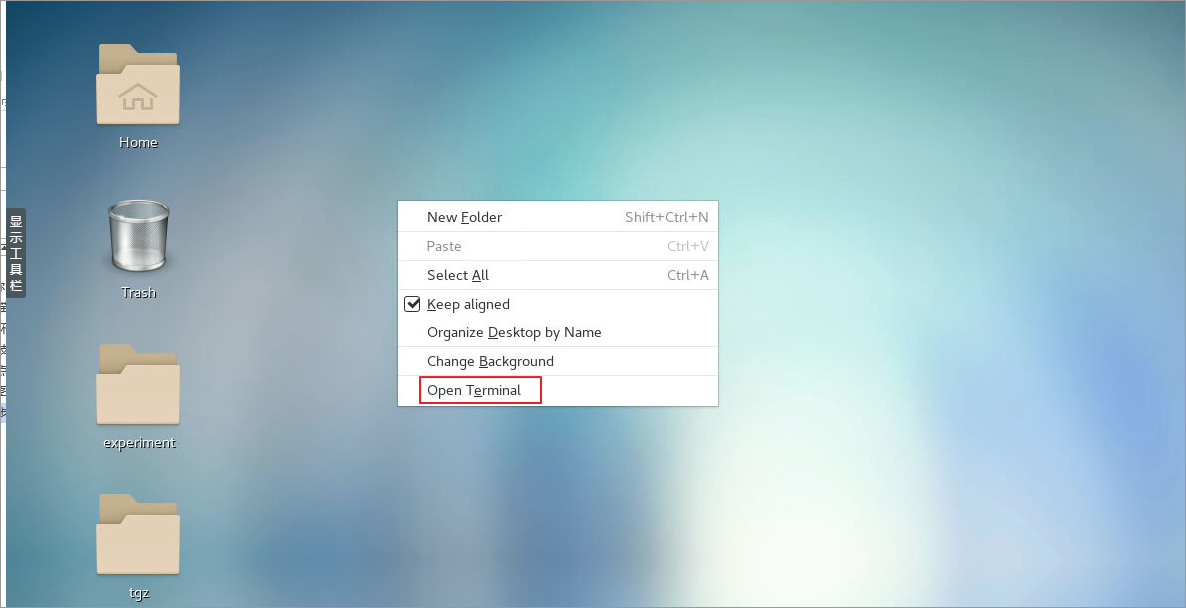 Home
Trash
experiment
tgz
显示工具栏
New Folder Shift+Ctrl+N
Paste Ctrl+V
Select All Ctrl+A
Keep aligned
Organize Desktop by Name
Change Background
Open Terminal